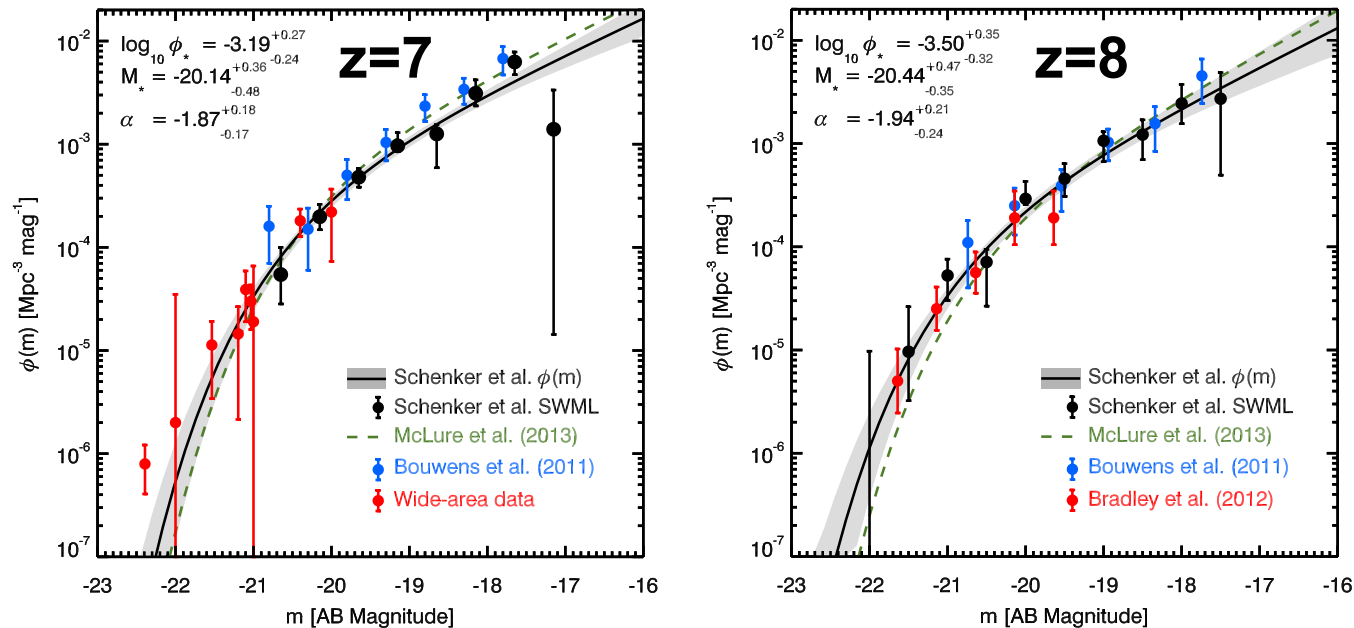 log₁₀ ϕ* = -3.19 +0.27 -0.24
M* = -20.14 +0.36 -0.48
α = -1.87 +0.18 -0.17
z=7
10⁻²
10⁻³
10⁻⁴
10⁻⁵
10⁻⁶
10⁻⁷
ϕ(m) [Mpc⁻³ mag⁻¹]
Schenker et al. ϕ(m)
Schenker et al. SWML
McLure et al. (2013)
Bouwens et al. (2011)
Wide-area data
-23 -22 -21 -20 -19 -18 -17 -16
m [AB Magnitude]
log₁₀ ϕ* = -3.50 +0.35 -0.32
M* = -20.44 +0.47 -0.35
α = -1.94 +0.21 -0.24
z=8
10⁻²
10⁻³
10⁻⁴
10⁻⁵
10⁻⁶
10⁻⁷
ϕ(m) [Mpc⁻³ mag⁻¹]
Schenker et al. ϕ(m)
Schenker et al. SWML
McLure et al. (2013)
Bouwens et al. (2011)
Bradley et al. (2012)
-23 -22 -21 -20 -19 -18 -17 -16
m [AB Magnitude]